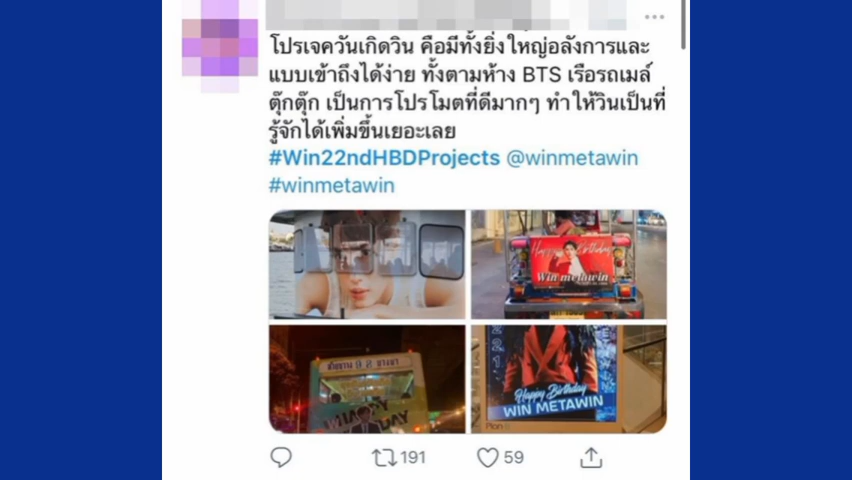 โปรเจควันเกิดวิน คือมีทั้งยิ่งใหญ่อลังการและ
แบบเข้าถึงได้ง่าย ทั้งตามห้าง BTS เรือรถเมล์
ตุ๊กตุ๊ก เป็นการโปรโมตที่ดีมากๆ ทำให้วินเป็นที่
รู้จักได้เพิ่มขึ้นเยอะเลย
#Win22ndHBDProjects @winmetawin
#winmetawin
Happy Birthday
Win metawin
Happy Birthday
WIN METAWIN
Plan B
191
59